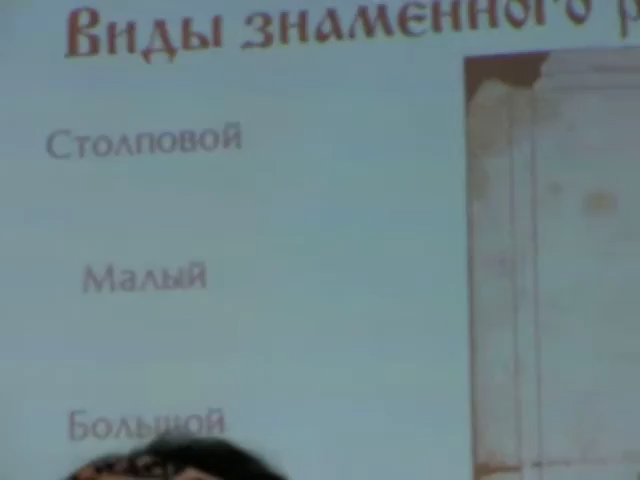 Виды знаменного р
Столповой
Малый
Большой